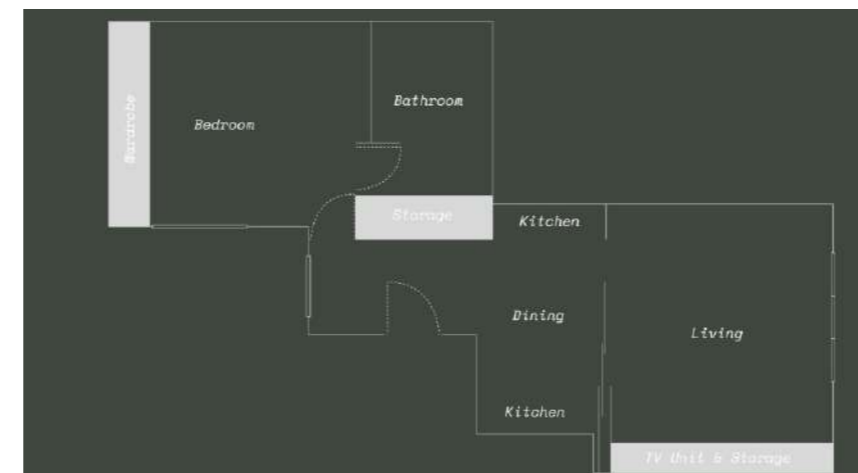 Wardrobe
Bedroom
Bathroom
Storage
Kitchen
Dining
Living
Kitchen
TV Unit & Storage